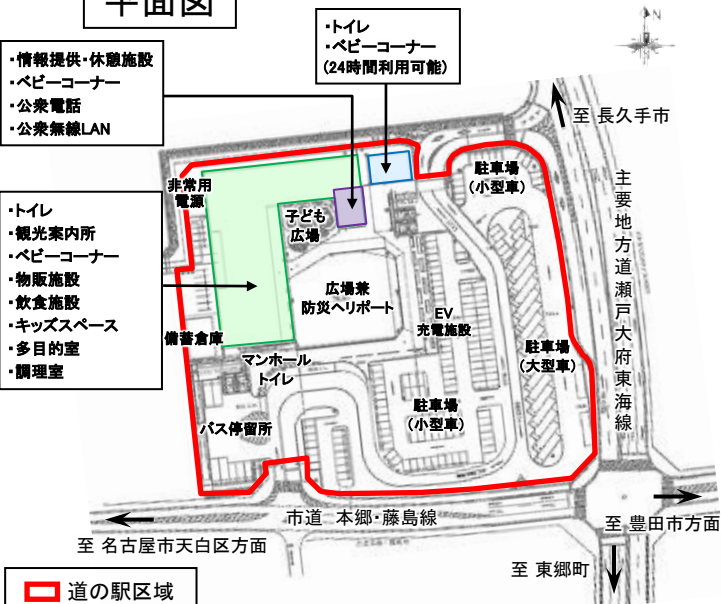 平面図
・トイレ
・ベビーコーナー
(24時間利用可能)
・情報提供・休憩施設
・ベビーコーナー
・公衆電話
・公衆無線LAN
N
至 長久手市
駐車場
(小型車)
非常用
電源
主要地方道瀬戸大府東海線
・トイレ
・観光案内所
・ベビーコーナー
・物販施設
・飲食施設
・キッズスペース
・多目的室
・調理室
子ども
広場
広場兼
防災ヘリポート
EV
充電施設
備蓄倉庫
駐車場
(大型車)
マンホール
トイレ
駐車場
(小型車)
バス停留所
市道 本郷・藤島線
至 豊田市方面
至 名古屋市天白区方面
至 東郷町
道の駅区域